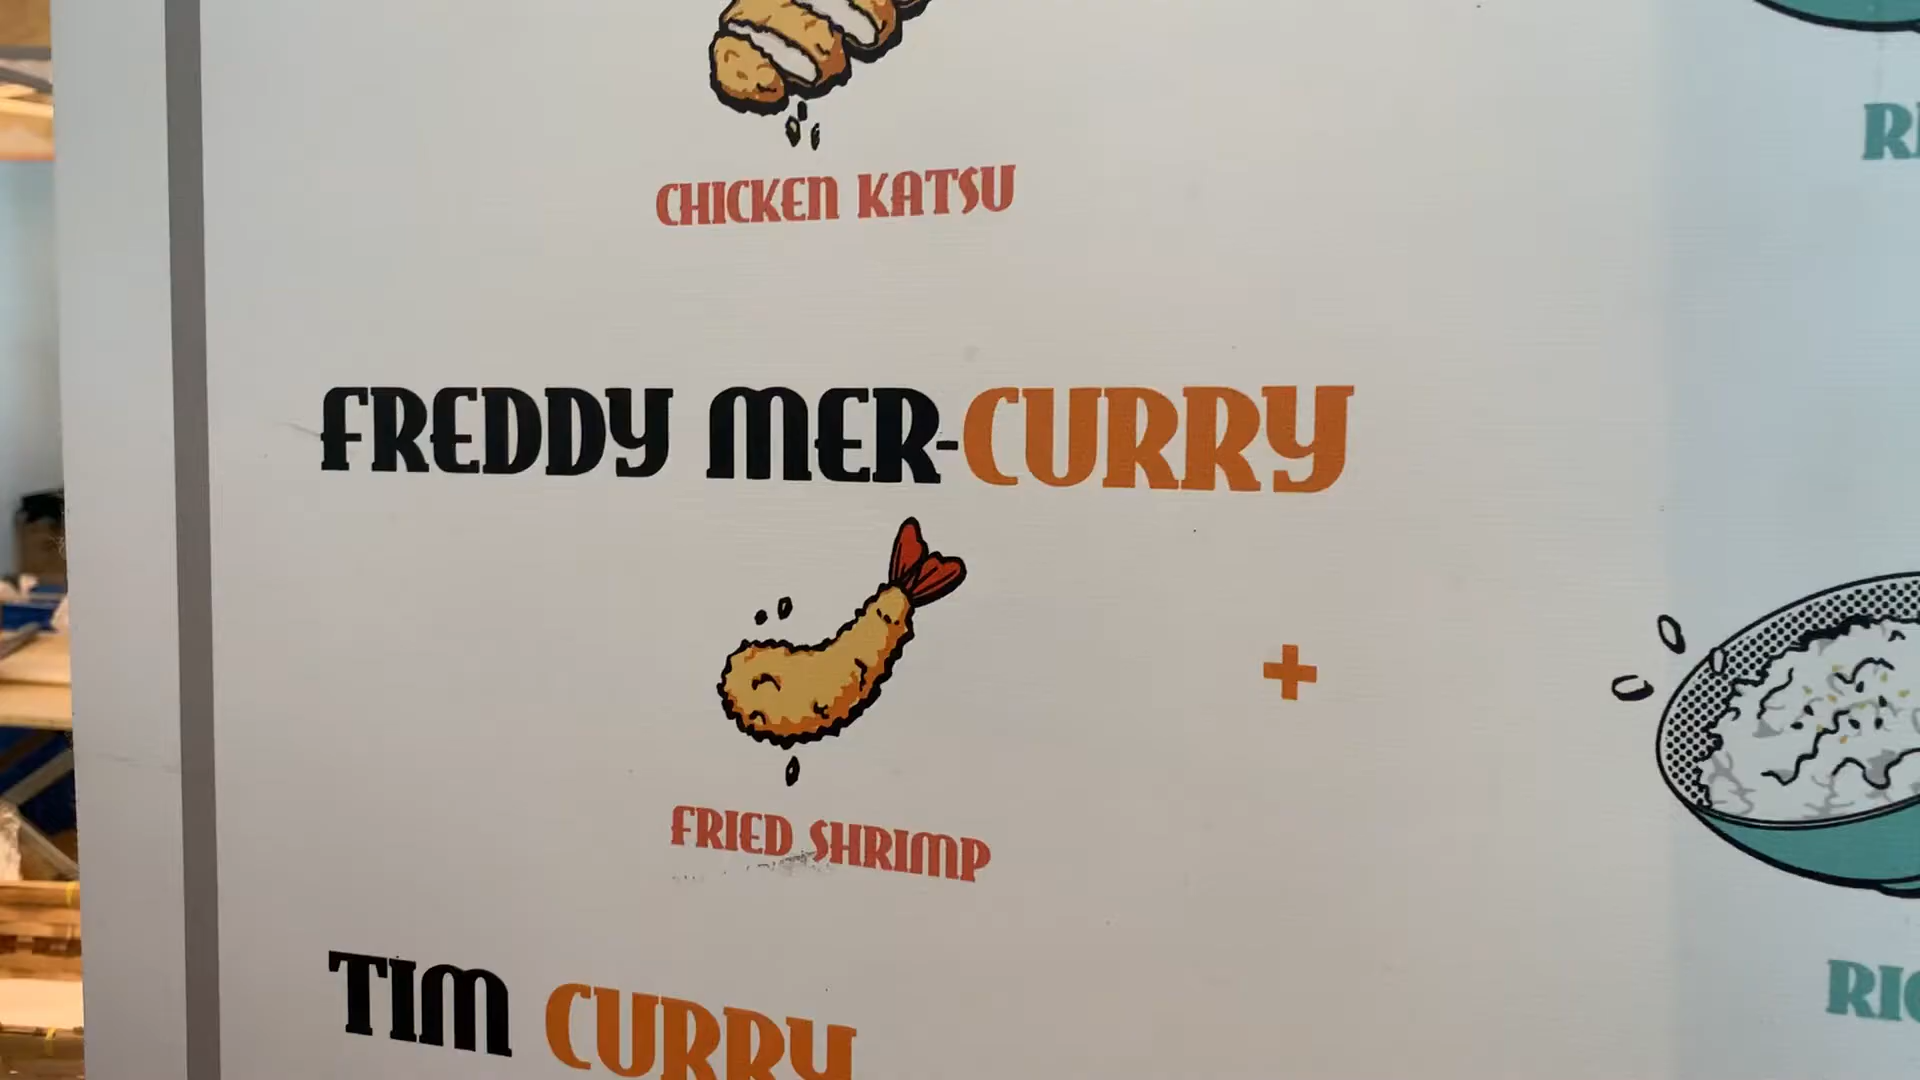 CHICKEN KATSU
FREDDY MER-CURRY
FRIED SHRIMP
TIM CURRY